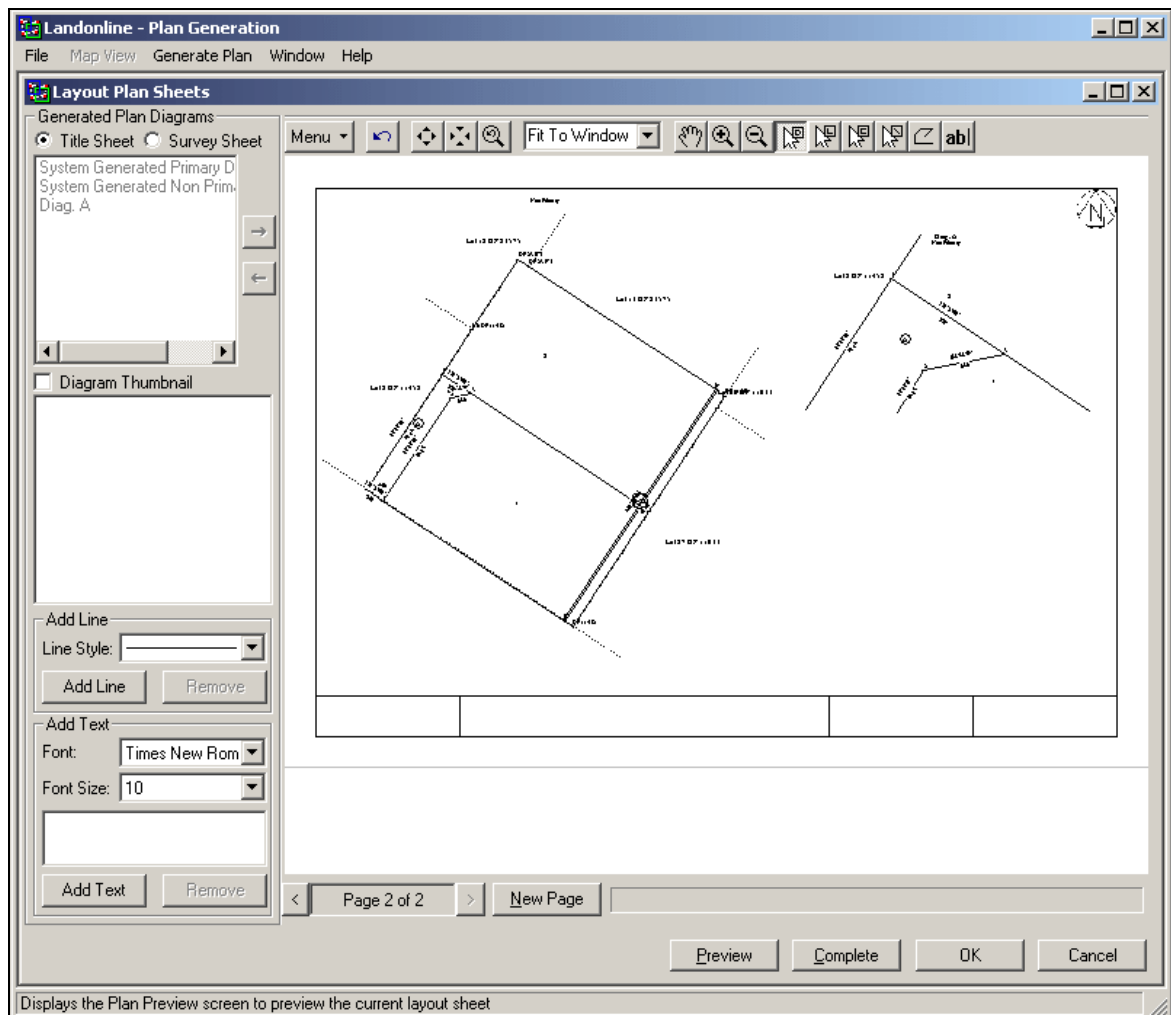 Landonline - Plan Generation
File Map View Generate Plan Window Help
Layout Plan Sheets
Generated Plan Diagrams
Title Sheet Survey Sheet
System Generated Primary D
System Generated Non Prim
Diag. A
Diagram Thumbnail
Add Line
Line Style:
Add Line Remove
Add Text
Font: Times New Rom
Font Size: 10
Add Text Remove
Menu Fit To Window ab|
N
Diag. A
< Page 2 of 2 > New Page
Preview Complete OK Cancel
Displays the Plan Preview screen to preview the current layout sheet